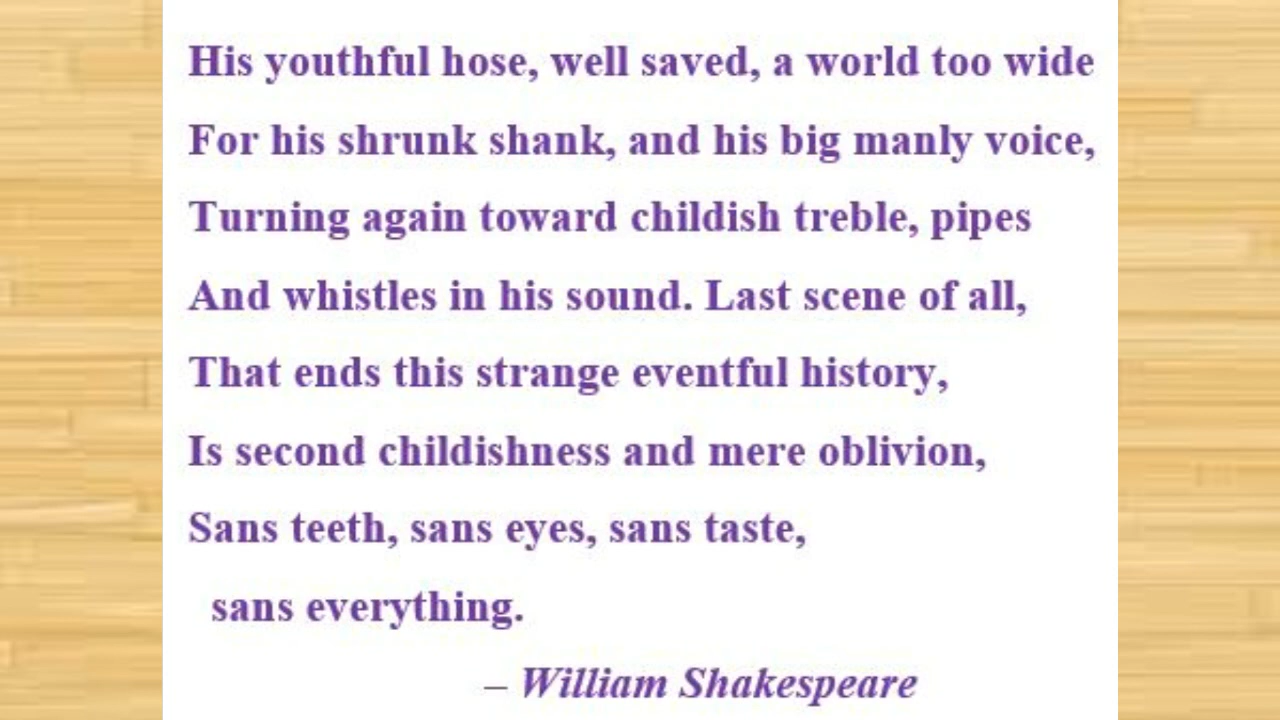 His youthful hose, well saved, a world too wide
For his shrunk shank, and his big manly voice,
Turning again toward childish treble, pipes
And whistles in his sound. Last scene of all,
That ends this strange eventful history,
Is second childishness and mere oblivion,
Sans teeth, sans eyes, sans taste,
sans everything.
– William Shakespeare